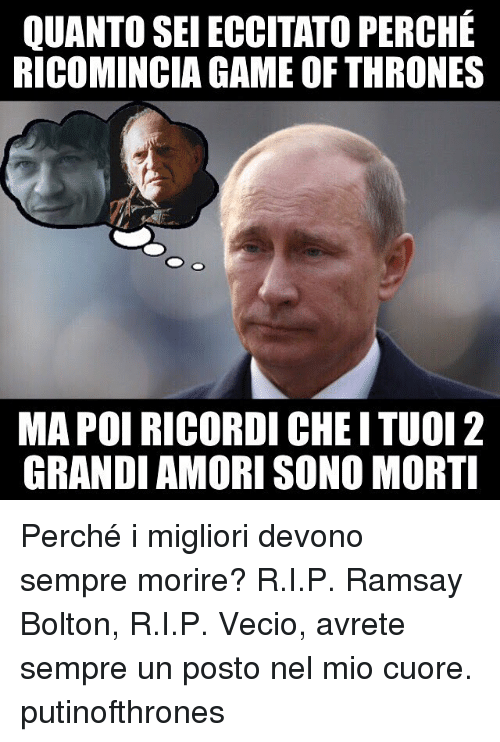 QUANTO SEI ECCITATO PERCHÉ
RICOMINCIA GAME OF THRONES
MA POI RICORDI CHE I TUOI 2
GRANDI AMORI SONO MORTI
Perché i migliori devono
sempre morire? R.I.P. Ramsay
Bolton, R.I.P. Vecio, avrete
sempre un posto nel mio cuore.
putinofthrones